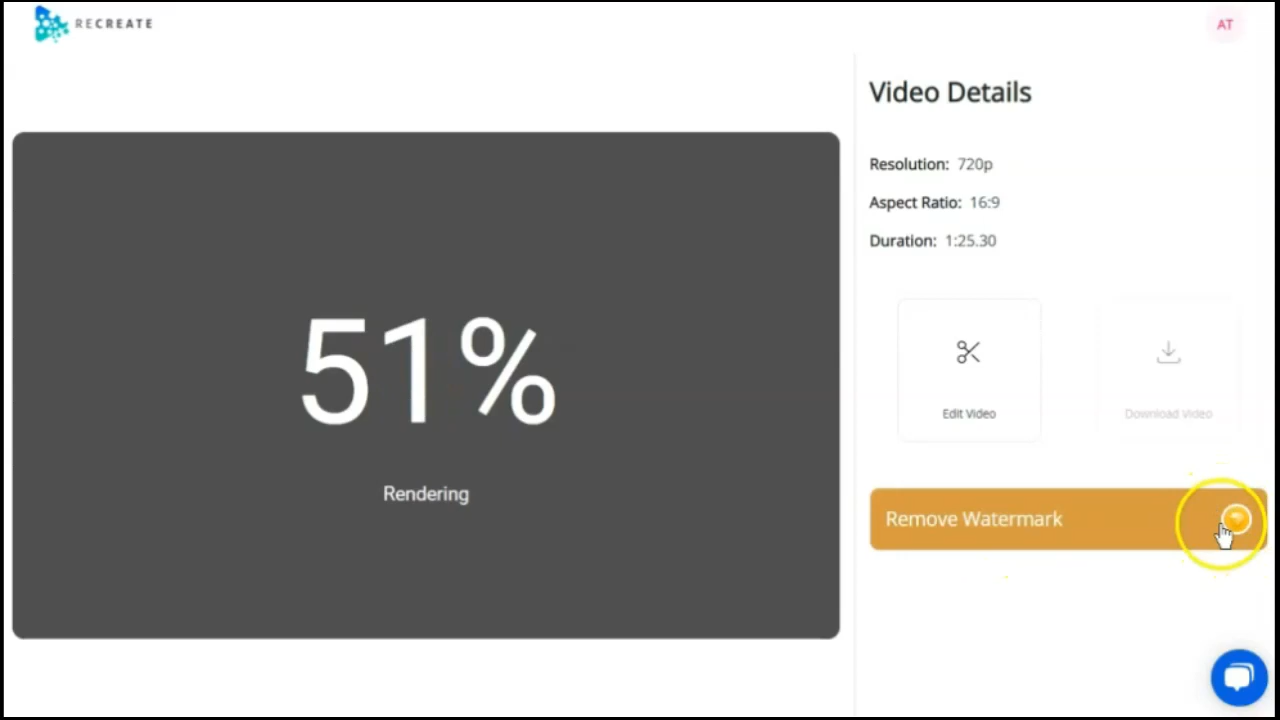 RECREATE
AT
Video Details
Resolution: 720p
Aspect Ratio: 16:9
Duration: 1:25.30
51%
Rendering
Edit Video
Download Video
Remove Watermark